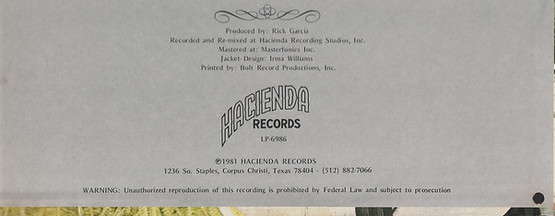 Produced by: Rick Garcia
Recorded and Re-mixed at Hacienda Recording Studios, Inc.
Mastered at: Masterfonics Inc.
Jacket Design: Irma Williams
Printed by: Bolt Record Productions, Inc.
HACIENDA
RECORDS
LP-6986
℗1981 HACIENDA RECORDS
1236 So. Staples, Corpus Christi, Texas 78404 - (512) 882-7066
WARNING: Unauthorized reproduction of this recording is prohibited by Federal Law and subject to prosecution